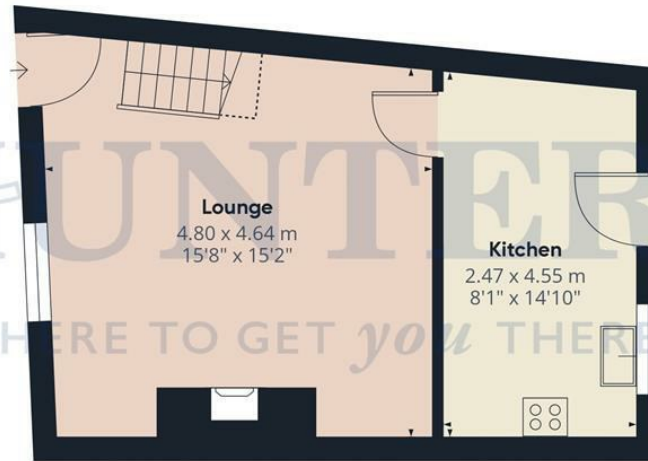 Lounge
4.80 x 4.64 m
15'8" x 15'2"
Kitchen
2.47 x 4.55 m
8'1" x 14'10"
HUNTER
HERE TO GET you THERE